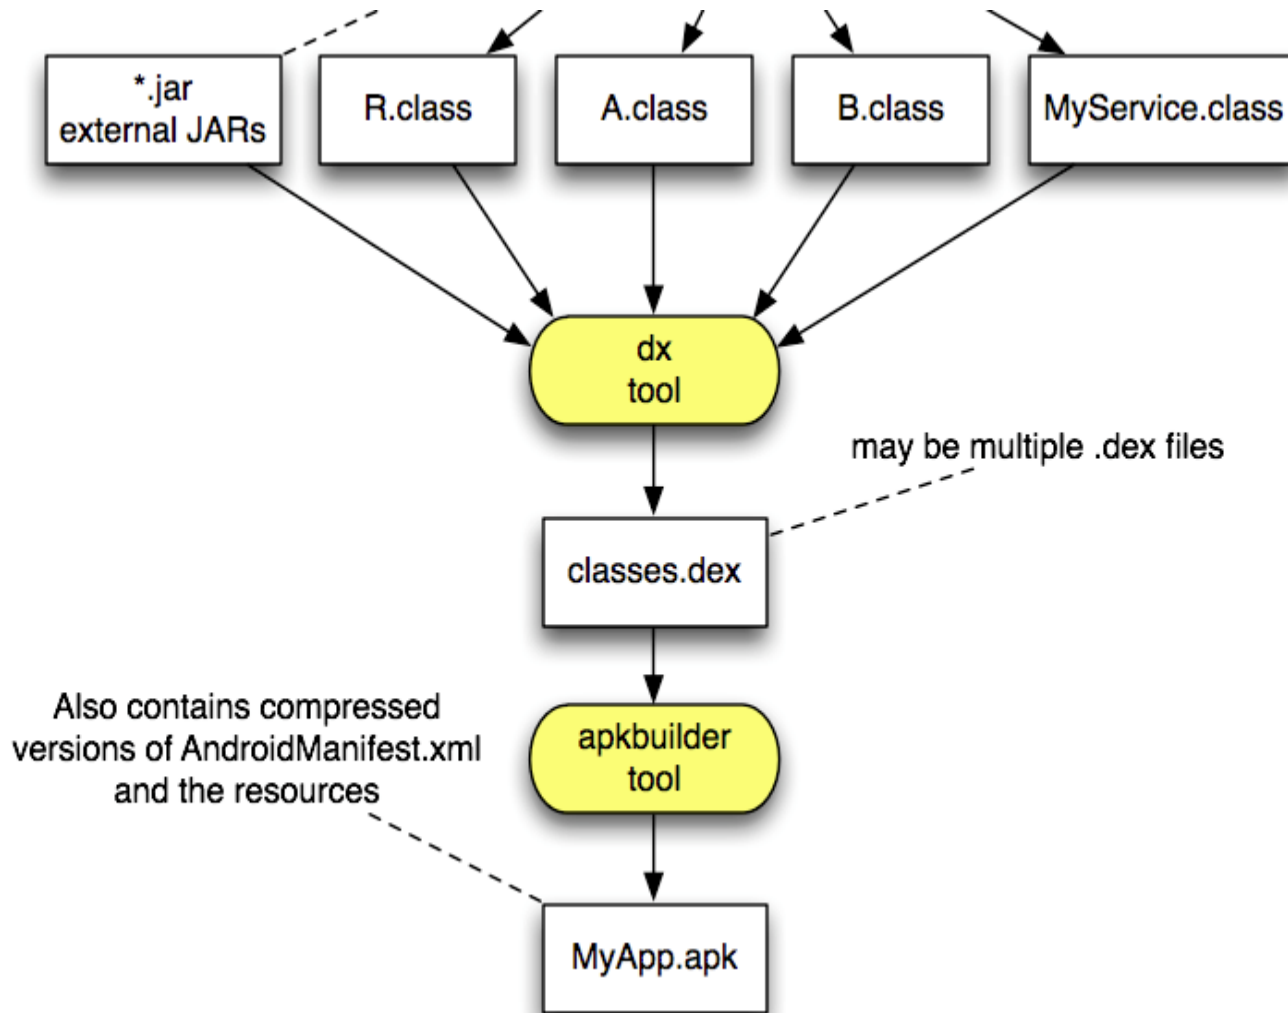 *.jar
external JARs
R.class
A.class
B.class
MyService.class
dx
tool
may be multiple .dex files
classes.dex
Also contains compressed
versions of AndroidManifest.xml
and the resources
apkbuilder
tool
MyApp.apk